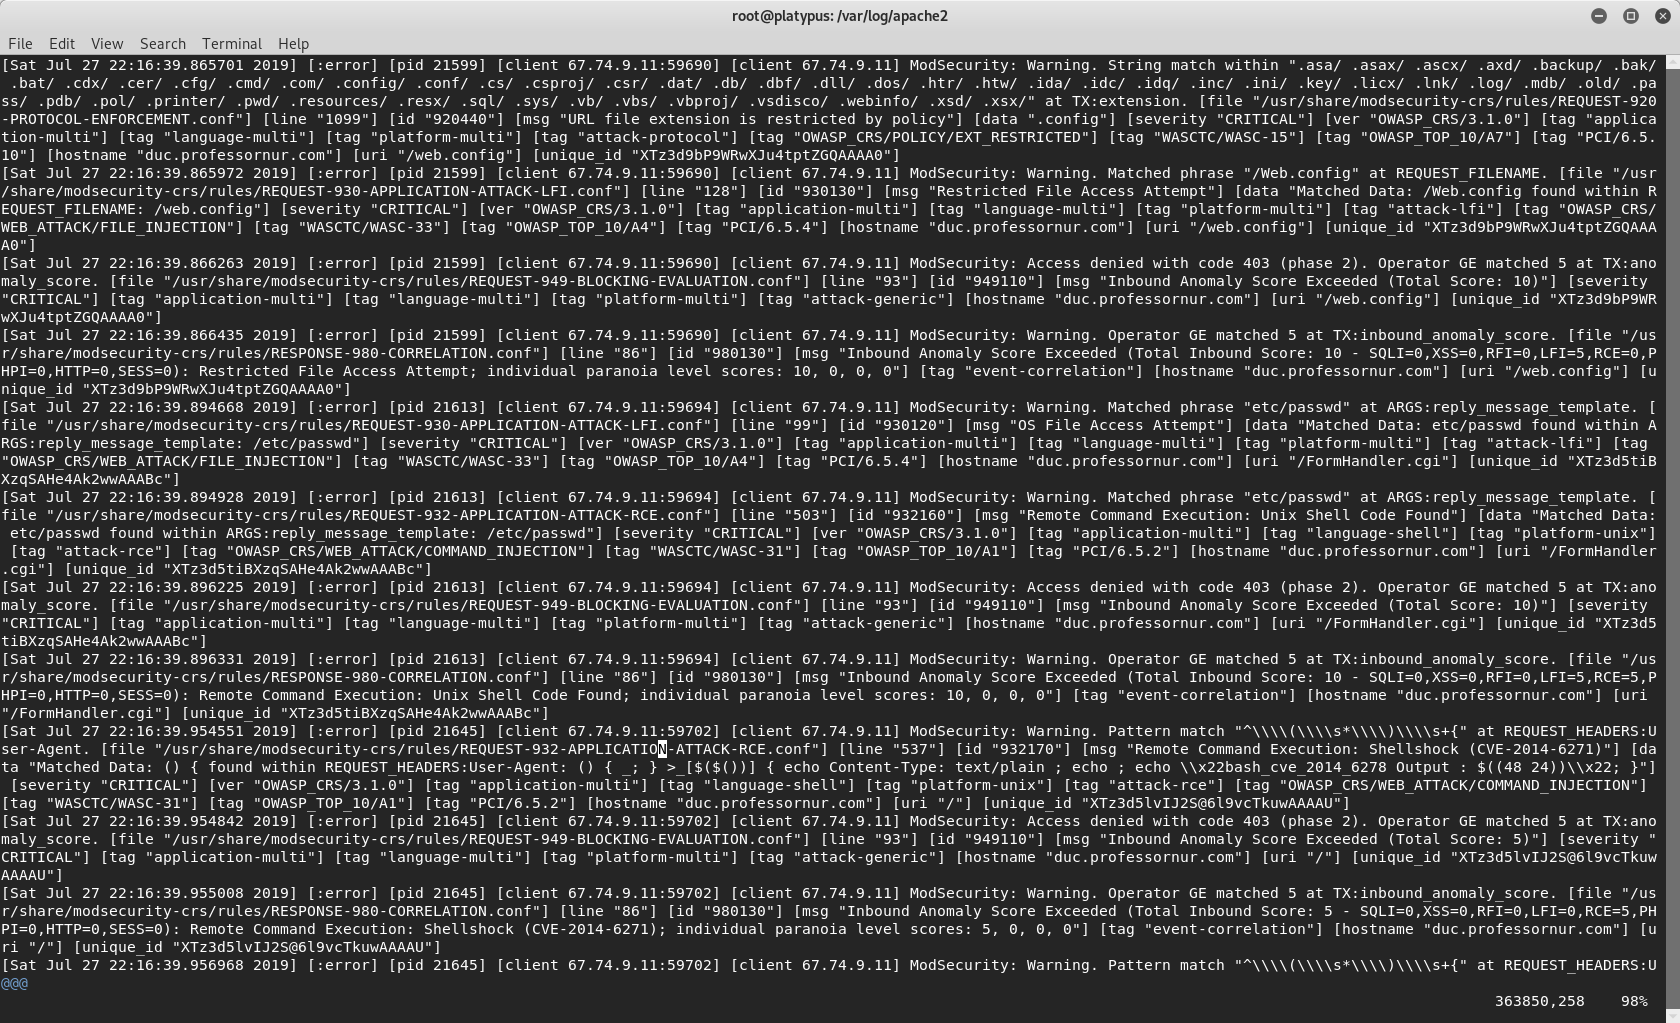 root@platypus: /var/log/apache2
File Edit View Search Terminal Help
[Sat Jul 27 22:16:39.865701 2019] [:error] [pid 21599] [client 67.74.9.11:59690] [client 67.74.9.11] ModSecurity: Warning. String match within ".asa/ .asax/ .ascx/ .axd/ .backup/ .bak/
.bat/ .cdx/ .cer/ .cfg/ .cmd/ .com/ .config/ .conf/ .cs/ .csproj/ .csr/ .dat/ .db/ .dbf/ .dll/ .dos/ .htr/ .htw/ .ida/ .idc/ .idq/ .inc/ .ini/ .key/ .licx/ .lnk/ .log/ .mdb/ .old/ .pa
ss/ .pdb/ .pol/ .printer/ .pwd/ .resources/ .resx/ .sql/ .sys/ .vb/ .vbs/ .vbproj/ .vsdisco/ .webinfo/ .xsd/ .xsx/" at TX:extension. [file "/usr/share/modsecurity-crs/rules/REQUEST-920
-PROTOCOL-ENFORCEMENT.conf"] [line "1099"] [id "920440"] [msg "URL file extension is restricted by policy"] [data ".config"] [severity "CRITICAL"] [ver "OWASP_CRS/3.1.0"] [tag "applica
tion-multi"] [tag "language-multi"] [tag "platform-multi"] [tag "attack-protocol"] [tag "OWASP_CRS/POLICY/EXT_RESTRICTED"] [tag "WASCTC/WASC-15"] [tag "OWASP_TOP_10/A7"] [tag "PCI/6.5.
10"] [hostname "duc.professornur.com"] [uri "/web.config"] [unique_id "XTz3d9bP9WRwXJu4tptZGQAAAA0"]
[Sat Jul 27 22:16:39.865972 2019] [:error] [pid 21599] [client 67.74.9.11:59690] [client 67.74.9.11] ModSecurity: Warning. Matched phrase "/Web.config" at REQUEST_FILENAME. [file "/usr
/share/modsecurity-crs/rules/REQUEST-930-APPLICATION-ATTACK-LFI.conf"] [line "128"] [id "930130"] [msg "Restricted File Access Attempt"] [data "Matched Data: /Web.config found within R
EQUEST_FILENAME: /web.config"] [severity "CRITICAL"] [ver "OWASP_CRS/3.1.0"] [tag "application-multi"] [tag "language-multi"] [tag "platform-multi"] [tag "attack-lfi"] [tag "OWASP_CRS/
WEB_ATTACK/FILE_INJECTION"] [tag "WASCTC/WASC-33"] [tag "OWASP_TOP_10/A4"] [tag "PCI/6.5.4"] [hostname "duc.professornur.com"] [uri "/web.config"] [unique_id "XTz3d9bP9WRwXJu4tptZGQAAA
A0"]
[Sat Jul 27 22:16:39.866263 2019] [:error] [pid 21599] [client 67.74.9.11:59690] [client 67.74.9.11] ModSecurity: Access denied with code 403 (phase 2). Operator GE matched 5 at TX:ano
maly_score. [file "/usr/share/modsecurity-crs/rules/REQUEST-949-BLOCKING-EVALUATION.conf"] [line "93"] [id "949110"] [msg "Inbound Anomaly Score Exceeded (Total Score: 10)"] [severity
"CRITICAL"] [tag "application-multi"] [tag "language-multi"] [tag "platform-multi"] [tag "attack-generic"] [hostname "duc.professornur.com"] [uri "/web.config"] [unique_id "XTz3d9bP9WR
wXJu4tptZGQAAAA0"]
[Sat Jul 27 22:16:39.866435 2019] [:error] [pid 21599] [client 67.74.9.11:59690] [client 67.74.9.11] ModSecurity: Warning. Operator GE matched 5 at TX:inbound_anomaly_score. [file "/us
r/share/modsecurity-crs/rules/RESPONSE-980-CORRELATION.conf"] [line "86"] [id "980130"] [msg "Inbound Anomaly Score Exceeded (Total Inbound Score: 10 - SQLI=0,XSS=0,RFI=0,LFI=5,RCE=0,P
HPI=0,HTTP=0,SESS=0): Restricted File Access Attempt; individual paranoia level scores: 10, 0, 0, 0"] [tag "event-correlation"] [hostname "duc.professornur.com"] [uri "/web.config"] [u
nique_id "XTz3d9bP9WRwXJu4tptZGQAAAA0"]
[Sat Jul 27 22:16:39.894668 2019] [:error] [pid 21613] [client 67.74.9.11:59694] [client 67.74.9.11] ModSecurity: Warning. Matched phrase "etc/passwd" at ARGS:reply_message_template. [
file "/usr/share/modsecurity-crs/rules/REQUEST-930-APPLICATION-ATTACK-LFI.conf"] [line "99"] [id "930120"] [msg "OS File Access Attempt"] [data "Matched Data: etc/passwd found within A
RGS:reply_message_template: /etc/passwd"] [severity "CRITICAL"] [ver "OWASP_CRS/3.1.0"] [tag "application-multi"] [tag "language-multi"] [tag "platform-multi"] [tag "attack-lfi"] [tag
"OWASP_CRS/WEB_ATTACK/FILE_INJECTION"] [tag "WASCTC/WASC-33"] [tag "OWASP_TOP_10/A4"] [tag "PCI/6.5.4"] [hostname "duc.professornur.com"] [uri "/FormHandler.cgi"] [unique_id "XTz3d5tiB
XzqSAHe4Ak2wwAAABc"]
[Sat Jul 27 22:16:39.894928 2019] [:error] [pid 21613] [client 67.74.9.11:59694] [client 67.74.9.11] ModSecurity: Warning. Matched phrase "etc/passwd" at ARGS:reply_message_template. [
file "/usr/share/modsecurity-crs/rules/REQUEST-932-APPLICATION-ATTACK-RCE.conf"] [line "503"] [id "932160"] [msg "Remote Command Execution: Unix Shell Code Found"] [data "Matched Data:
etc/passwd found within ARGS:reply_message_template: /etc/passwd"] [severity "CRITICAL"] [ver "OWASP_CRS/3.1.0"] [tag "application-multi"] [tag "language-shell"] [tag "platform-unix"]
[tag "attack-rce"] [tag "OWASP_CRS/WEB_ATTACK/COMMAND_INJECTION"] [tag "WASCTC/WASC-31"] [tag "OWASP_TOP_10/A1"] [tag "PCI/6.5.2"] [hostname "duc.professornur.com"] [uri "/FormHandler
.cgi"] [unique_id "XTz3d5tiBXzqSAHe4Ak2wwAAABc"]
[Sat Jul 27 22:16:39.896225 2019] [:error] [pid 21613] [client 67.74.9.11:59694] [client 67.74.9.11] ModSecurity: Access denied with code 403 (phase 2). Operator GE matched 5 at TX:ano
maly_score. [file "/usr/share/modsecurity-crs/rules/REQUEST-949-BLOCKING-EVALUATION.conf"] [line "93"] [id "949110"] [msg "Inbound Anomaly Score Exceeded (Total Score: 10)"] [severity
"CRITICAL"] [tag "application-multi"] [tag "language-multi"] [tag "platform-multi"] [tag "attack-generic"] [hostname "duc.professornur.com"] [uri "/FormHandler.cgi"] [unique_id "XTz3d5
tiBXzqSAHe4Ak2wwAAABc"]
[Sat Jul 27 22:16:39.896331 2019] [:error] [pid 21613] [client 67.74.9.11:59694] [client 67.74.9.11] ModSecurity: Warning. Operator GE matched 5 at TX:inbound_anomaly_score. [file "/us
r/share/modsecurity-crs/rules/RESPONSE-980-CORRELATION.conf"] [line "86"] [id "980130"] [msg "Inbound Anomaly Score Exceeded (Total Inbound Score: 10 - SQLI=0,XSS=0,RFI=0,LFI=5,RCE=5,P
HPI=0,HTTP=0,SESS=0): Remote Command Execution: Unix Shell Code Found; individual paranoia level scores: 10, 0, 0, 0"] [tag "event-correlation"] [hostname "duc.professornur.com"] [uri
"/FormHandler.cgi"] [unique_id "XTz3d5tiBXzqSAHe4Ak2wwAAABc"]
[Sat Jul 27 22:16:39.954551 2019] [:error] [pid 21645] [client 67.74.9.11:59702] [client 67.74.9.11] ModSecurity: Warning. Pattern match "^\\\\(\\\\s*\\\\)\\\\s+{" at REQUEST_HEADERS:U
ser-Agent. [file "/usr/share/modsecurity-crs/rules/REQUEST-932-APPLICATION-ATTACK-RCE.conf"] [line "537"] [id "932170"] [msg "Remote Command Execution: Shellshock (CVE-2014-6271)"] [da
ta "Matched Data: () { found within REQUEST_HEADERS:User-Agent: () { _; } >_[$($())] { echo Content-Type: text/plain ; echo ; echo \\x22bash_cve_2014_6278 Output : $((48 24))\\x22; }"]
[severity "CRITICAL"] [ver "OWASP_CRS/3.1.0"] [tag "application-multi"] [tag "language-shell"] [tag "platform-unix"] [tag "attack-rce"] [tag "OWASP_CRS/WEB_ATTACK/COMMAND_INJECTION"]
[tag "WASCTC/WASC-31"] [tag "OWASP_TOP_10/A1"] [tag "PCI/6.5.2"] [hostname "duc.professornur.com"] [uri "/"] [unique_id "XTz3d5lvIJ2S@6l9vcTkuwAAAAU"]
[Sat Jul 27 22:16:39.954842 2019] [:error] [pid 21645] [client 67.74.9.11:59702] [client 67.74.9.11] ModSecurity: Access denied with code 403 (phase 2). Operator GE matched 5 at TX:ano
maly_score. [file "/usr/share/modsecurity-crs/rules/REQUEST-949-BLOCKING-EVALUATION.conf"] [line "93"] [id "949110"] [msg "Inbound Anomaly Score Exceeded (Total Score: 5)"] [severity "
CRITICAL"] [tag "application-multi"] [tag "language-multi"] [tag "platform-multi"] [tag "attack-generic"] [hostname "duc.professornur.com"] [uri "/"] [unique_id "XTz3d5lvIJ2S@6l9vcTkuw
AAAAU"]
[Sat Jul 27 22:16:39.955008 2019] [:error] [pid 21645] [client 67.74.9.11:59702] [client 67.74.9.11] ModSecurity: Warning. Operator GE matched 5 at TX:inbound_anomaly_score. [file "/us
r/share/modsecurity-crs/rules/RESPONSE-980-CORRELATION.conf"] [line "86"] [id "980130"] [msg "Inbound Anomaly Score Exceeded (Total Inbound Score: 5 - SQLI=0,XSS=0,RFI=0,LFI=0,RCE=5,PH
PI=0,HTTP=0,SESS=0): Remote Command Execution: Shellshock (CVE-2014-6271); individual paranoia level scores: 5, 0, 0, 0"] [tag "event-correlation"] [hostname "duc.professornur.com"] [u
ri "/"] [unique_id "XTz3d5lvIJ2S@6l9vcTkuwAAAAU"]
[Sat Jul 27 22:16:39.956968 2019] [:error] [pid 21645] [client 67.74.9.11:59702] [client 67.74.9.11] ModSecurity: Warning. Pattern match "^\\\\(\\\\s*\\\\)\\\\s+{" at REQUEST_HEADERS:U
@@@
363850,258 98%